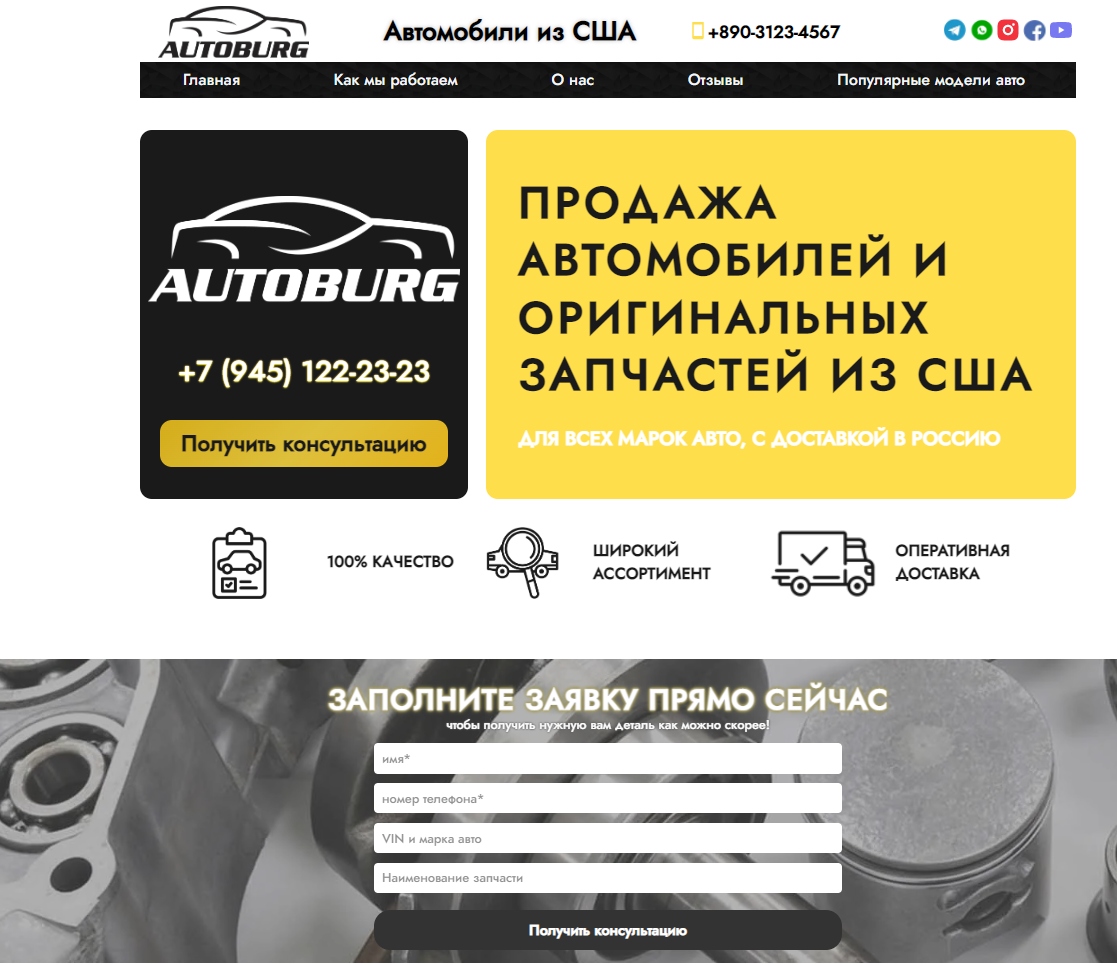 AUTOBURG
Автомобили из США
+890-3123-4567
Главная
Как мы работаем
О нас
Отзывы
Популярные модели авто
AUTOBURG
+7 (945) 122-23-23
Получить консультацию
ПРОДАЖА
АВТОМОБИЛЕЙ И
ОРИГИНАЛЬНЫХ
ЗАПЧАСТЕЙ ИЗ США
ДЛЯ ВСЕХ МАРОК АВТО, С ДОСТАВКОЙ В РОССИЮ
100% КАЧЕСТВО
ШИРОКИЙ
АССОРТИМЕНТ
ОПЕРАТИВНАЯ
ДОСТАВКА
ЗАПОЛНИТЕ ЗАЯВКУ ПРЯМО СЕЙЧАС
чтобы получить нужную вам деталь как можно скорее!
имя*
номер телефона*
VIN и марка авто
Наименование запчасти
Получить консультацию